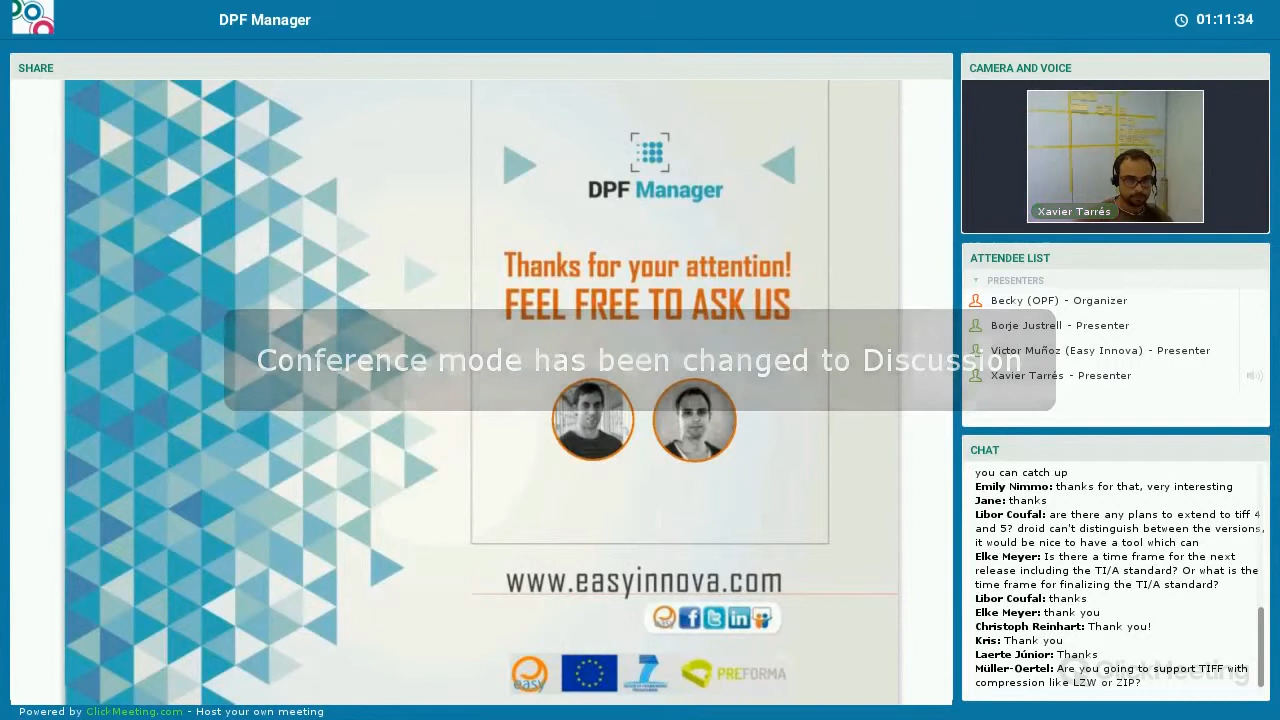 DPF Manager
01:11:34
SHARE
DPF Manager
Thanks for your attention!
FEEL FREE TO ASK US
Conference mode has been changed to Discussion
www.easyinnova.com
easy
PREFORMA
CAMERA AND VOICE
Xavier Tarrés
ATTENDEE LIST
PRESENTERS
Becky (OPF) - Organizer
Borje Justrell - Presenter
Victor Muñoz (Easy Innova) - Presenter
Xavier Tarrés - Presenter
CHAT
you can catch up
Emily Nimmo: thanks for that, very interesting
Jane: thanks
Libor Coufal: are there any plans to extend to tiff 4
and 5? droid can't distinguish between the versions,
it would be nice to have a tool which can
Elke Meyer: Is there a time frame for the next
release including the TI/A standard? Or what is the
time frame for finalizing the TI/A standard?
Libor Coufal: thanks
Elke Meyer: thank you
Christoph Reinhart: Thank you!
Kris: Thank you
Laerte Júnior: Thanks
Müller-Oertel: Are you going to support TIFF with
compression like LZW or ZIP?
ClickMeeting
Powered by ClickMeeting.com - Host your own meeting